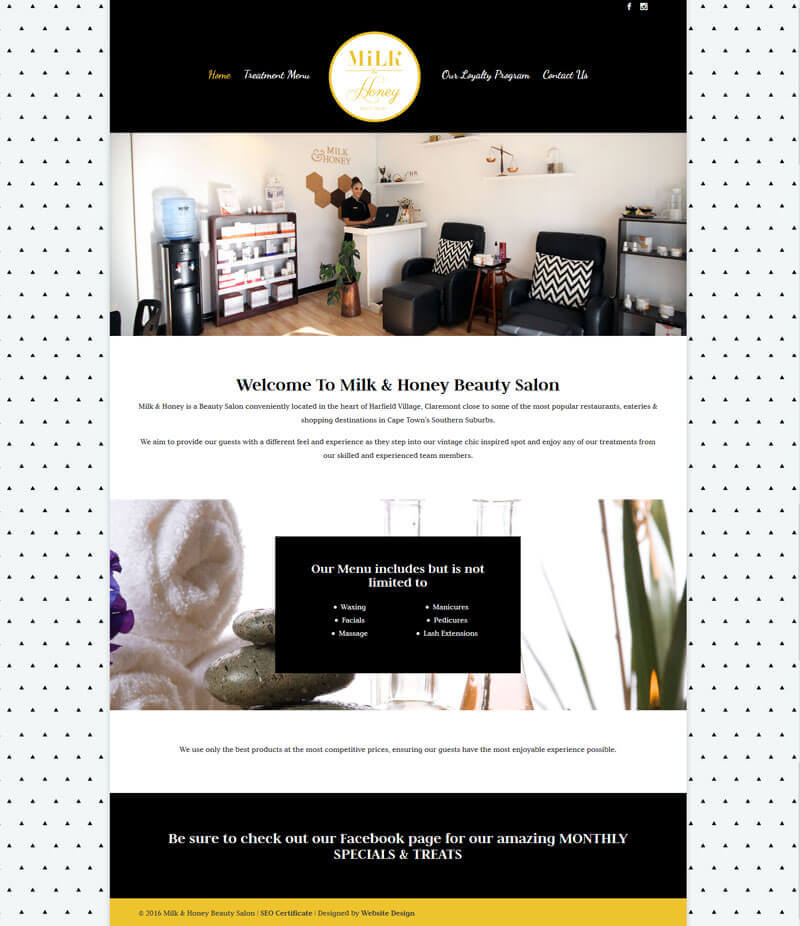 Home
Treatment Menu
MiLK
&
Honey
Our Loyalty Program
Contact Us
& MiLK
HONEY
Welcome To Milk & Honey Beauty Salon
Milk & Honey is a Beauty Salon conveniently located in the heart of Harfield Village, Claremont close to some of the most popular restaurants, eateries &
shopping destinations in Cape Town's Southern Suburbs.
We aim to provide our guests with a different feel and experience as they step into our vintage chic inspired spot and enjoy any of our treatments from
our skilled and experienced team members.
Our Menu includes but is not
limited to
• Waxing
• Facials
• Massage
• Manicures
• Pedicures
• Lash Extensions
We use only the best products at the most competitive prices, ensuring our guests have the most enjoyable experience possible.
Be sure to check out our Facebook page for our amazing MONTHLY
SPECIALS & TREATS
© 2016 Milk & Honey Beauty Salon | SEO Certificate | Designed by Website Design